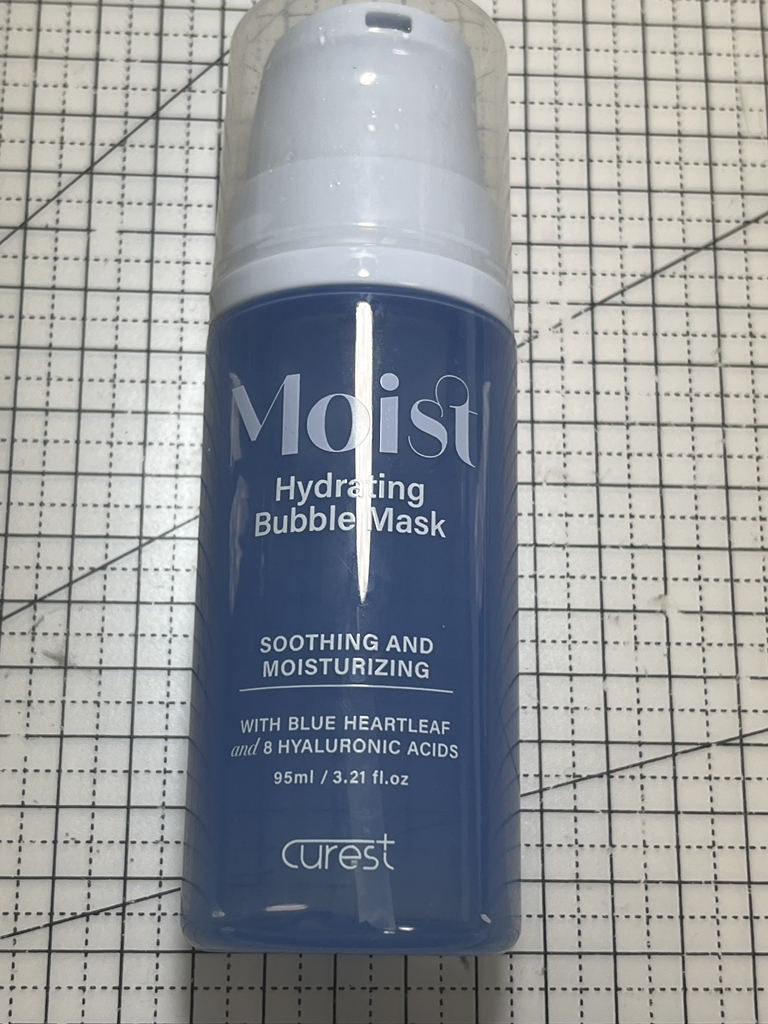 Moist
Hydrating
Bubble Mask
SOOTHING AND
MOISTURIZING
WITH BLUE HEARTLEAF
and 8 HYALURONIC ACIDS
95ml / 3.21 fl.oz
curest